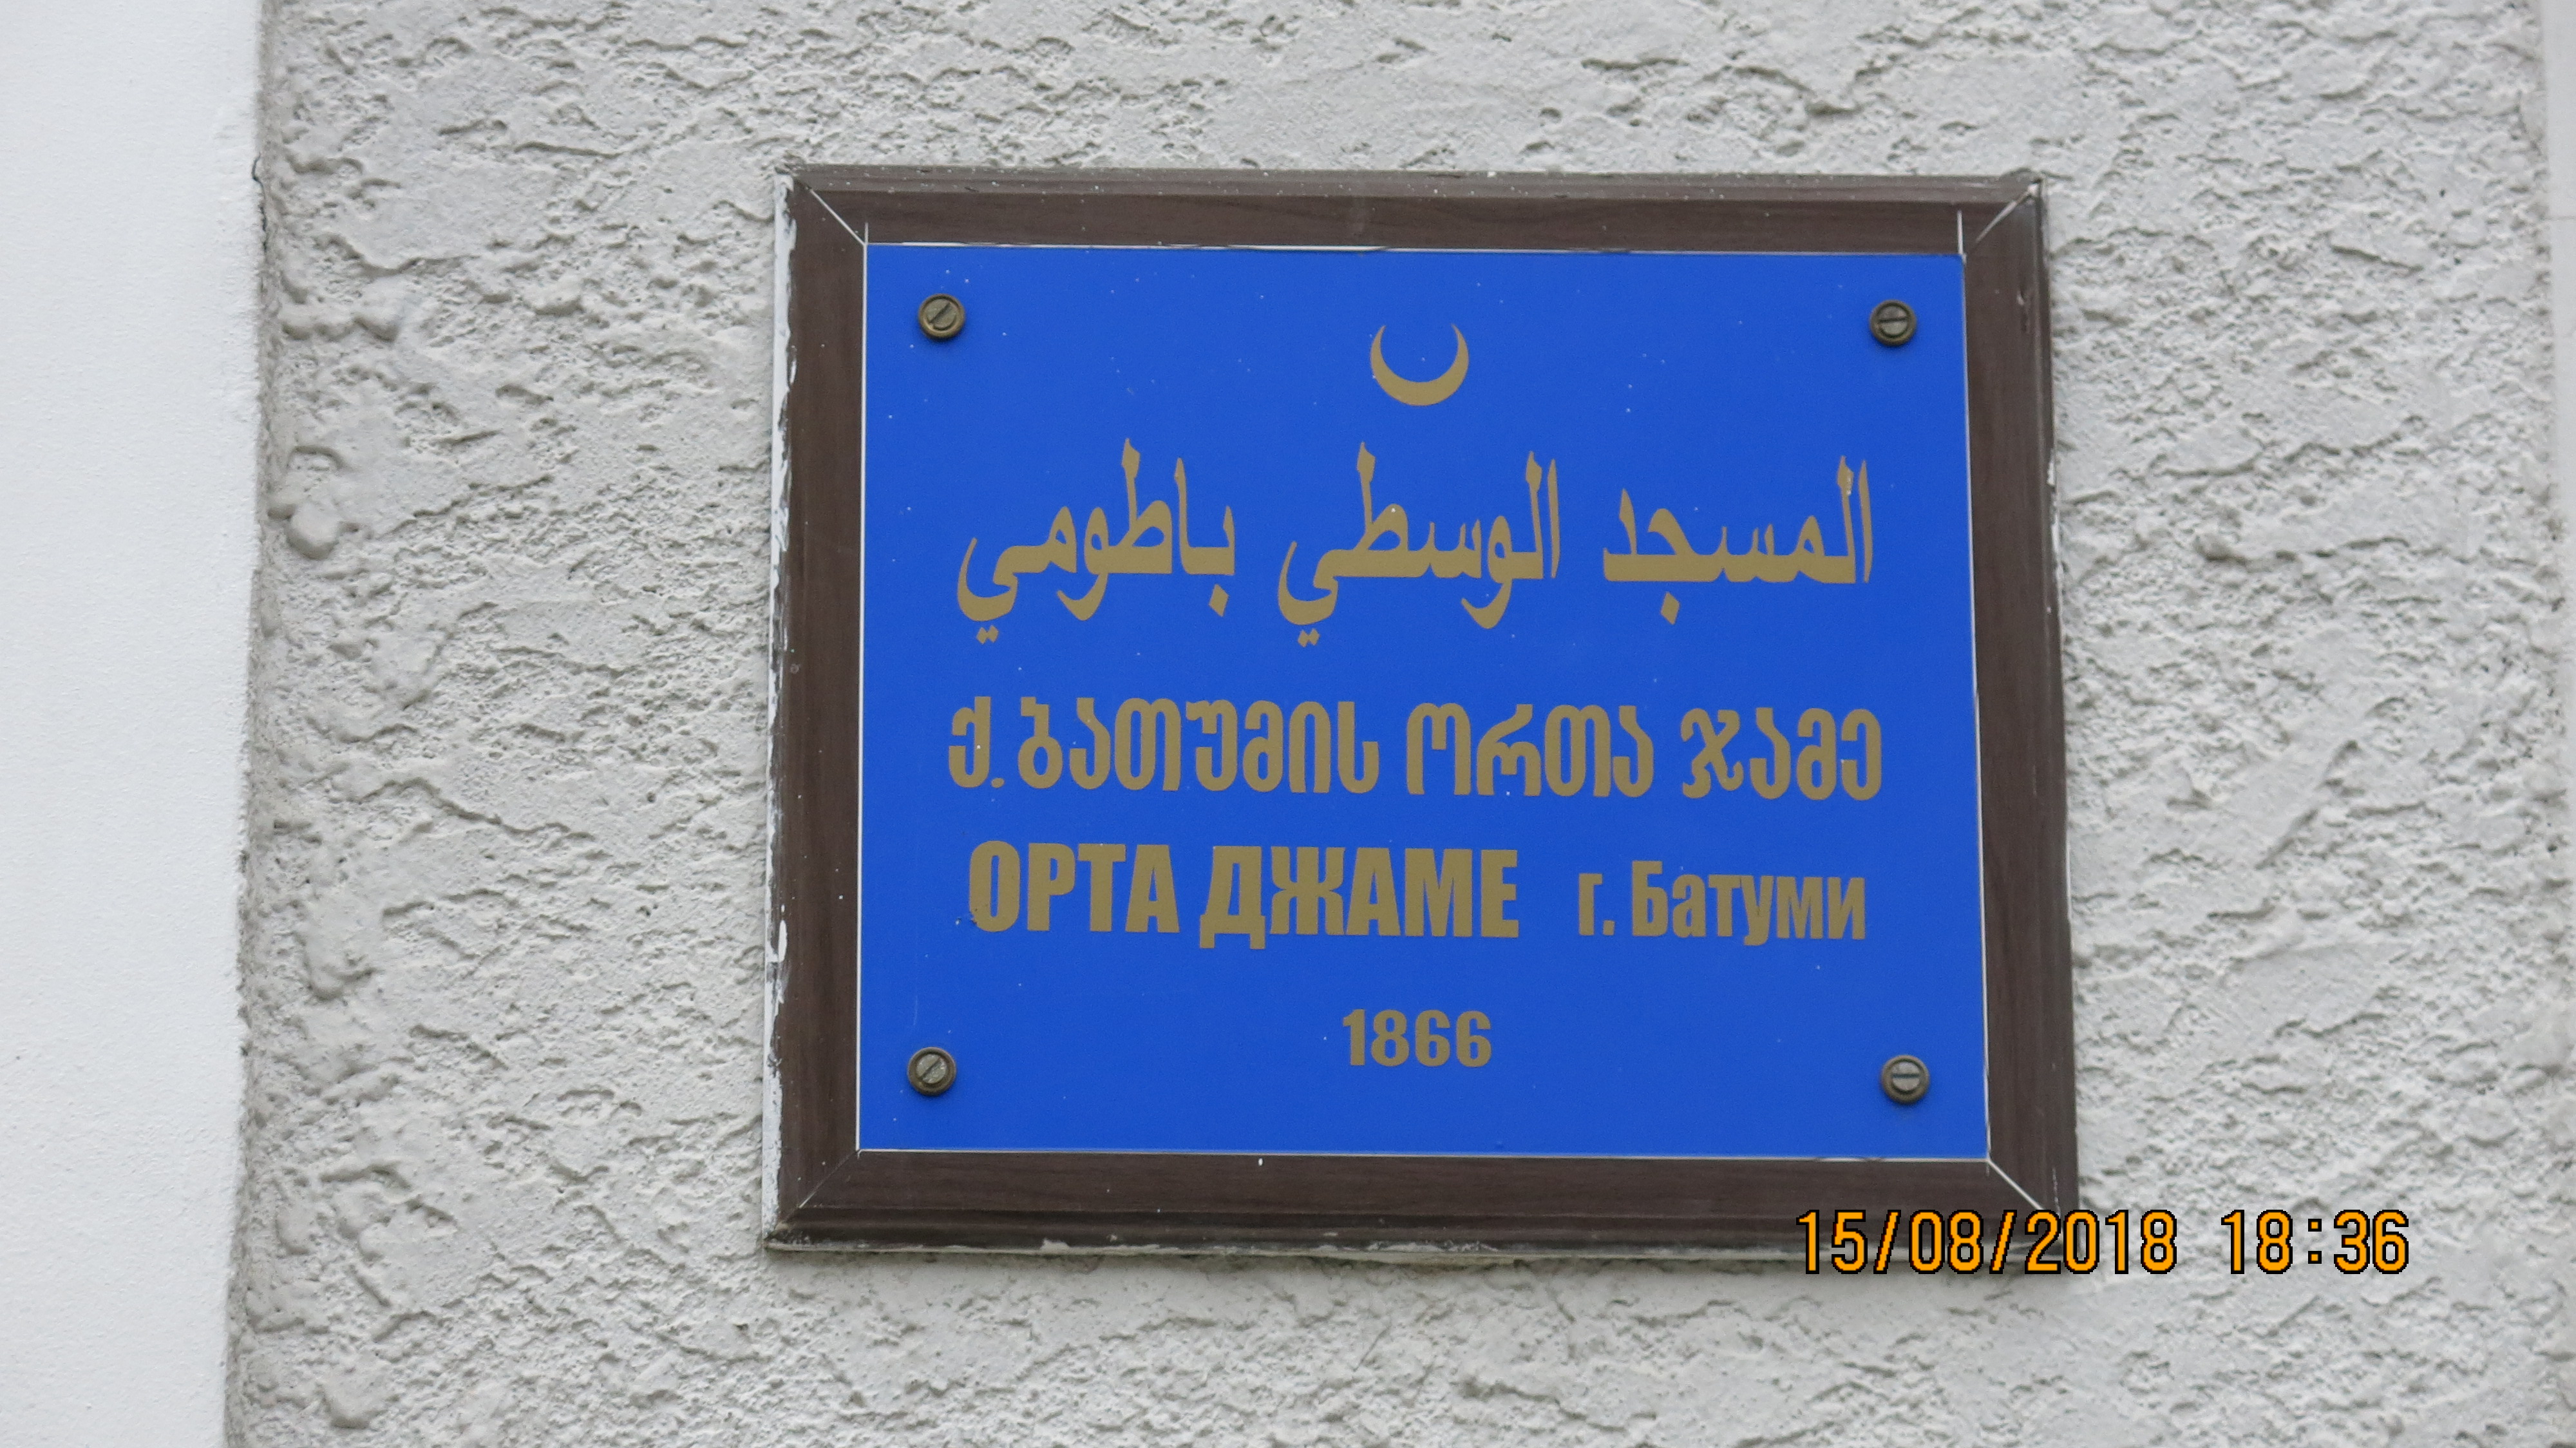 المسجد الوسطي باطومي
ქ. ბათუმის ორთა ჯამე
ОРТА ДЖАМЕ г. Батуми
1866
15/08/2018 18:36